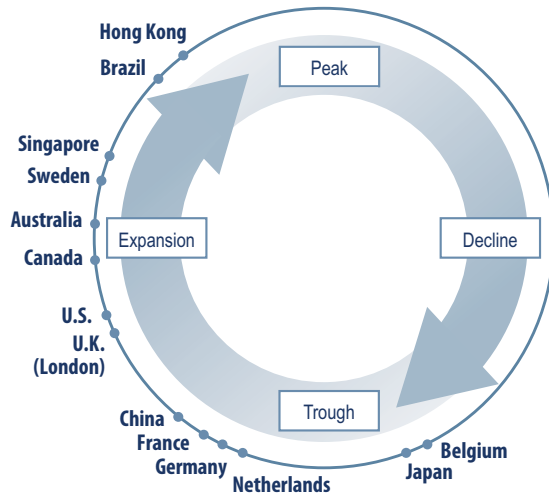 Hong Kong
Brazil
Peak
Singapore
Sweden
Australia
Expansion
Decline
Canada
U.S.
U.K.
(London)
China
France
Germany
Netherlands
Trough
Belgium
Japan